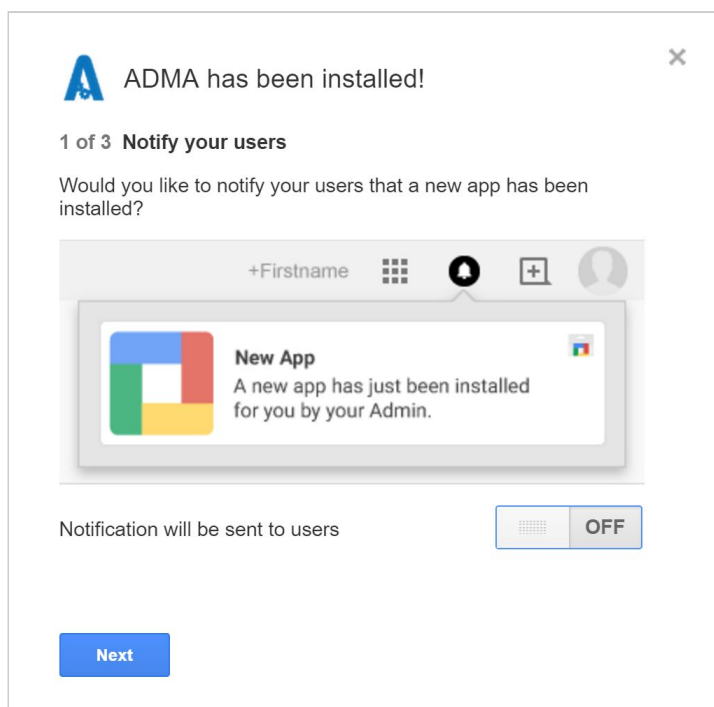 ADMA has been installed!
1 of 3 Notify your users
Would you like to notify your users that a new app has been
installed?
+Firstname
New App
A new app has just been installed
for you by your Admin.
Notification will be sent to users
OFF
Next